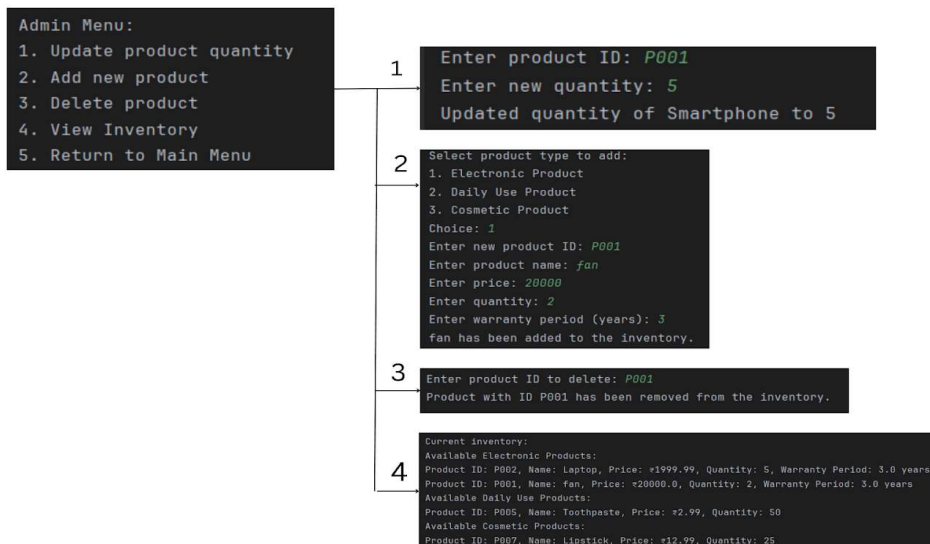 Admin Menu:
1. Update product quantity
2. Add new product
3. Delete product
4. View Inventory
5. Return to Main Menu
1
Enter product ID: P001
Enter new quantity: 5
Updated quantity of Smartphone to 5
2
Select product type to add:
1. Electronic Product
2. Daily Use Product
3. Cosmetic Product
Choice: 1
Enter new product ID: P001
Enter product name: fan
Enter price: 20000
Enter quantity: 2
Enter warranty period (years): 3
fan has been added to the inventory.
3
Enter product ID to delete: P001
Product with ID P001 has been removed from the inventory.
4
Current inventory:
Available Electronic Products:
Product ID: P002, Name: Laptop, Price: ₹1999.99, Quantity: 5, Warranty Period: 3.0 years
Product ID: P001, Name: fan, Price: ₹20000.0, Quantity: 2, Warranty Period: 3.0 years
Available Daily Use Products:
Product ID: P005, Name: Toothpaste, Price: ₹2.99, Quantity: 50
Available Cosmetic Products:
Product ID: P007, Name: Lipstick, Price: ₹12.99, Quantity: 25